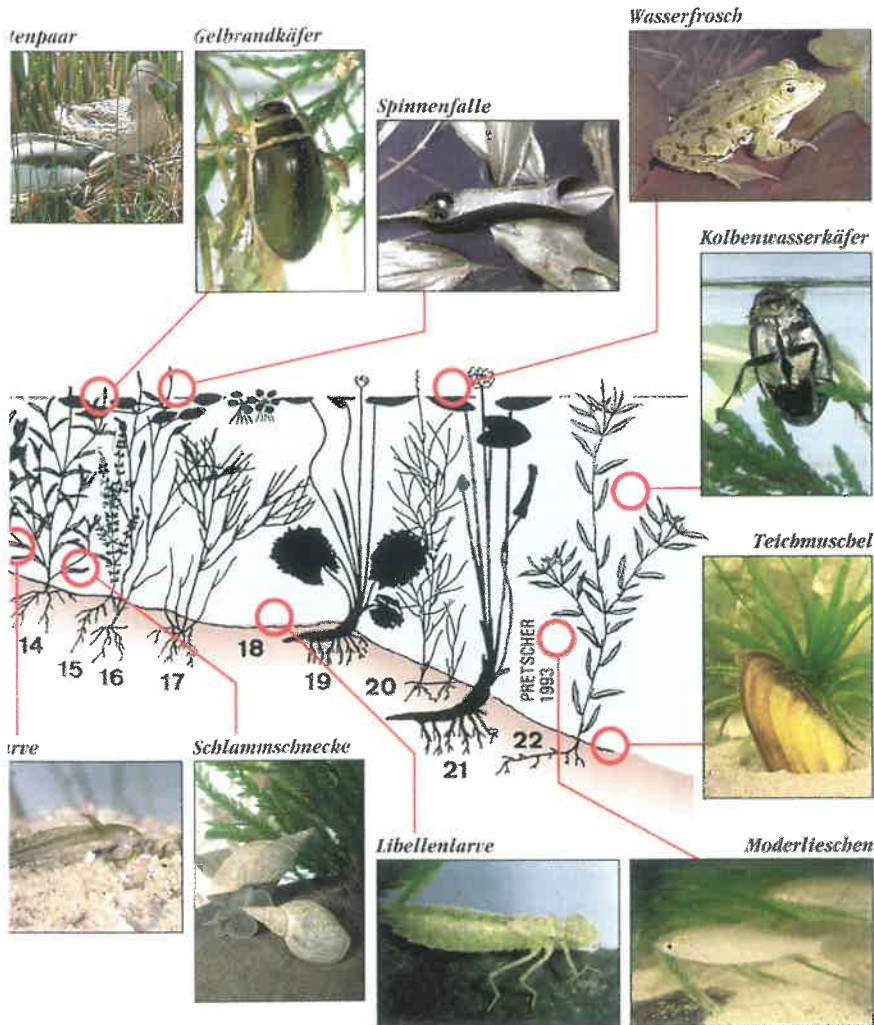 Wasserfrosch
tenpaar
Gelbrandkäfer
Spinnenfalle
Kolbenwasserkäfer
Teichmuschel
14
15
16
17
18
19
20
21
22
PRETSCHER
1993
arve
Schlammschnecke
Libellenlarve
Moderlieschen